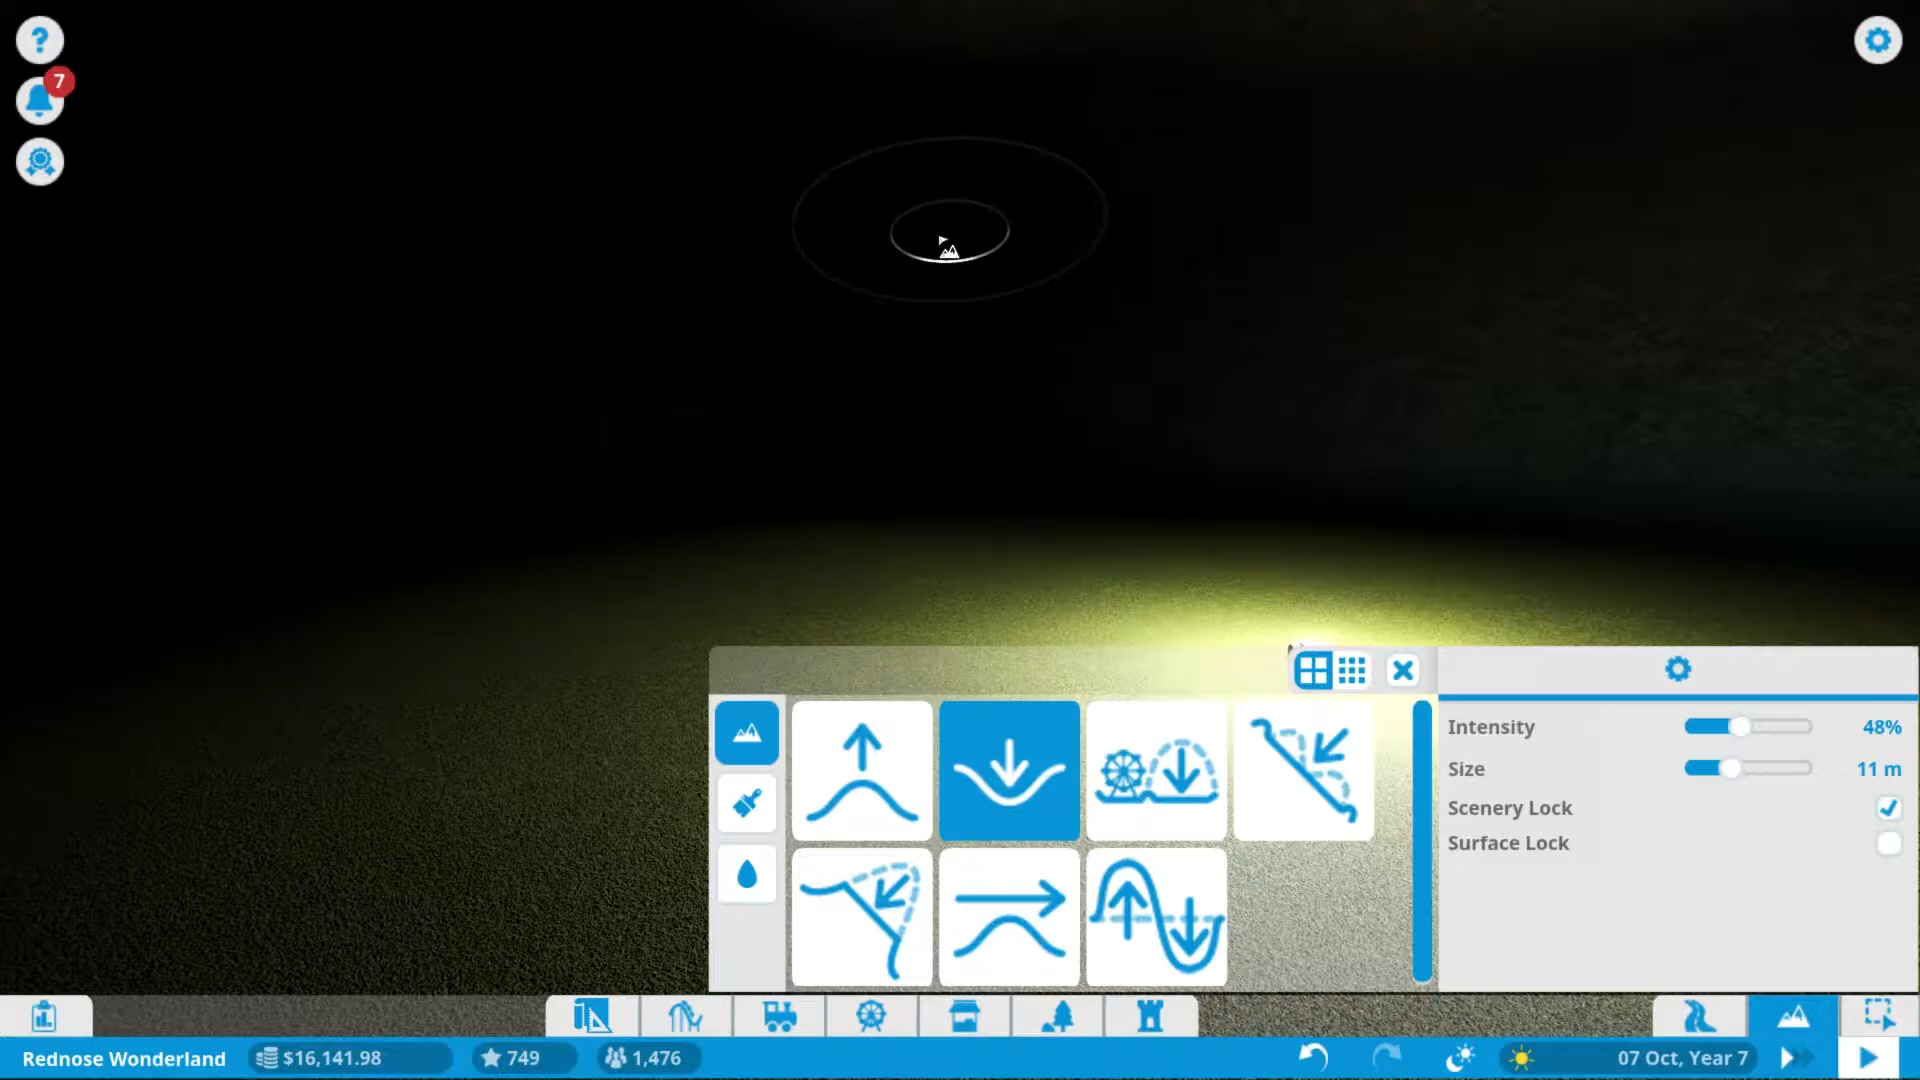 7
Intensity 48%
Size 11 m
Scenery Lock
Surface Lock
Rednose Wonderland $16,141.98 749 1,476 07 Oct, Year 7